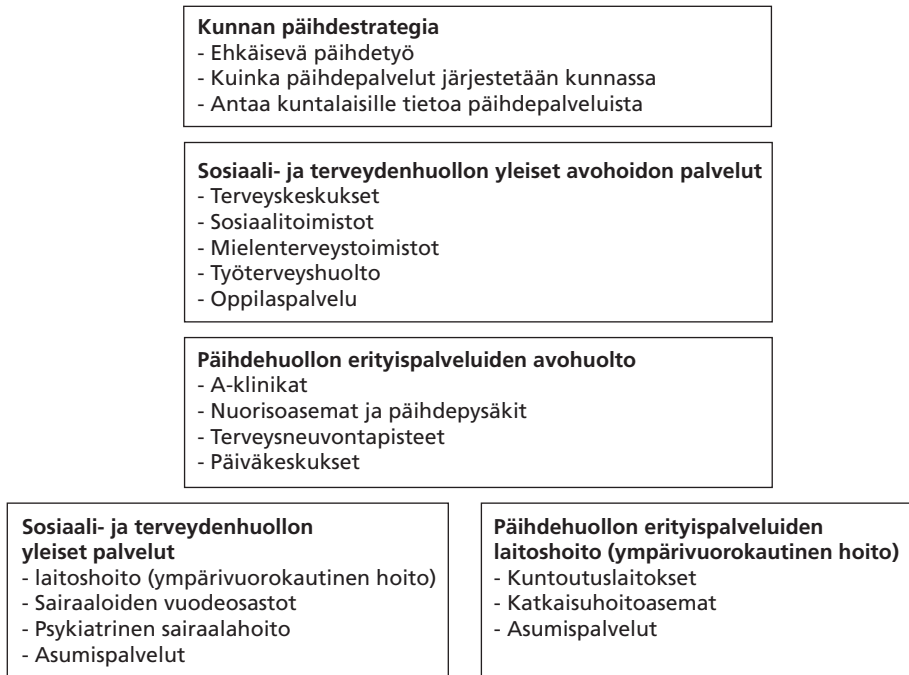 Kunnan päihdestrategia
- Ehkäisevä päihdetyö
- Kuinka päihdepalvelut järjestetään kunnassa
- Antaa kuntalaisille tietoa päihdepalveluista
Sosiaali- ja terveydenhuollon yleiset avohoidon palvelut
- Terveyskeskukset
- Sosiaalitoimistot
- Mielenterveystoimistot
- Työterveyshuolto
- Oppilaspalvelu
Päihdehuollon erityispalveluiden avohuolto
- A-klinikat
- Nuorisoasemat ja päihdepysäkit
- Terveysneuvontapisteet
- Päiväkeskukset
Sosiaali- ja terveydenhuollon
yleiset palvelut
- laitoshoito (ympärivuorokautinen hoito)
- Sairaaloiden vuodeosastot
- Psykiatrinen sairaalahoito
- Asumispalvelut
Päihdehuollon erityispalveluiden
laitoshoito (ympärivuorokautinen hoito)
- Kuntoutuslaitokset
- Katkaisuhoitoasemat
- Asumispalvelut